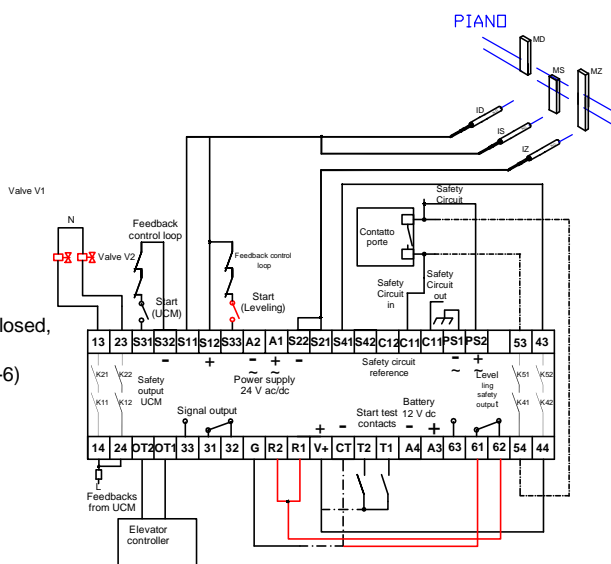 PIANO
MD
MS
MZ
ID
IS
IZ
Valve V1
N
Valve V2
Feedback
control loop
Start
(UCM)
Feedback control
loop
Start
(Leveling)
Safety
Circuit
Contatto
porte
Safety
Circuit
in
Safety
Circuit
out
losed,
-6)
13 23 S31 S32 S11 S12 S33 A2 A1 S22 S21 S41 S42 C12 C11 C11 PS1 PS2 53 43
- + - + - - +
~ ~ ~ ~
K21 K22
K11 K12
Safety
output
UCM
Power supply
24 V ac/dc
Safety circuit
reference
Level
ling
safety
output
K51 K52
K41 K42
Signal output
Start test
contacts
Battery
12 V dc
+ - - +
14 24 OT2 OT1 33 31 32 G R2 R1 V+ CT T2 T1 A4 A3 63 61 62 54 44
L
Feedbacks
from UCM
Elevator
controller